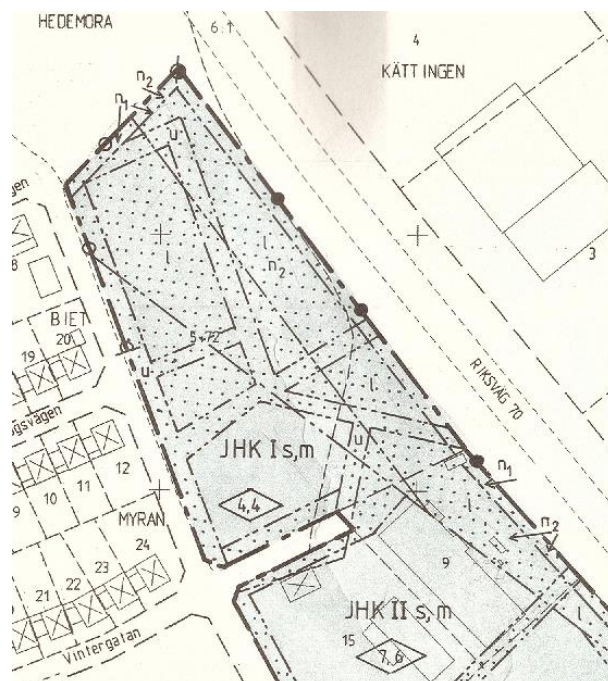 HEDEMORA
6:1
4
KÄTTINGEN
n2
n1
u
3
8
l
l
n2
BIET
5:72
19
20
u
RIKSVÄG 70
l
JHK I s,m
u
12
11
10
9
4,4
n1
MYRAN
l
n2
24
23
22
21
9
JHK II s,m
l
15
7,6
Vintergatan